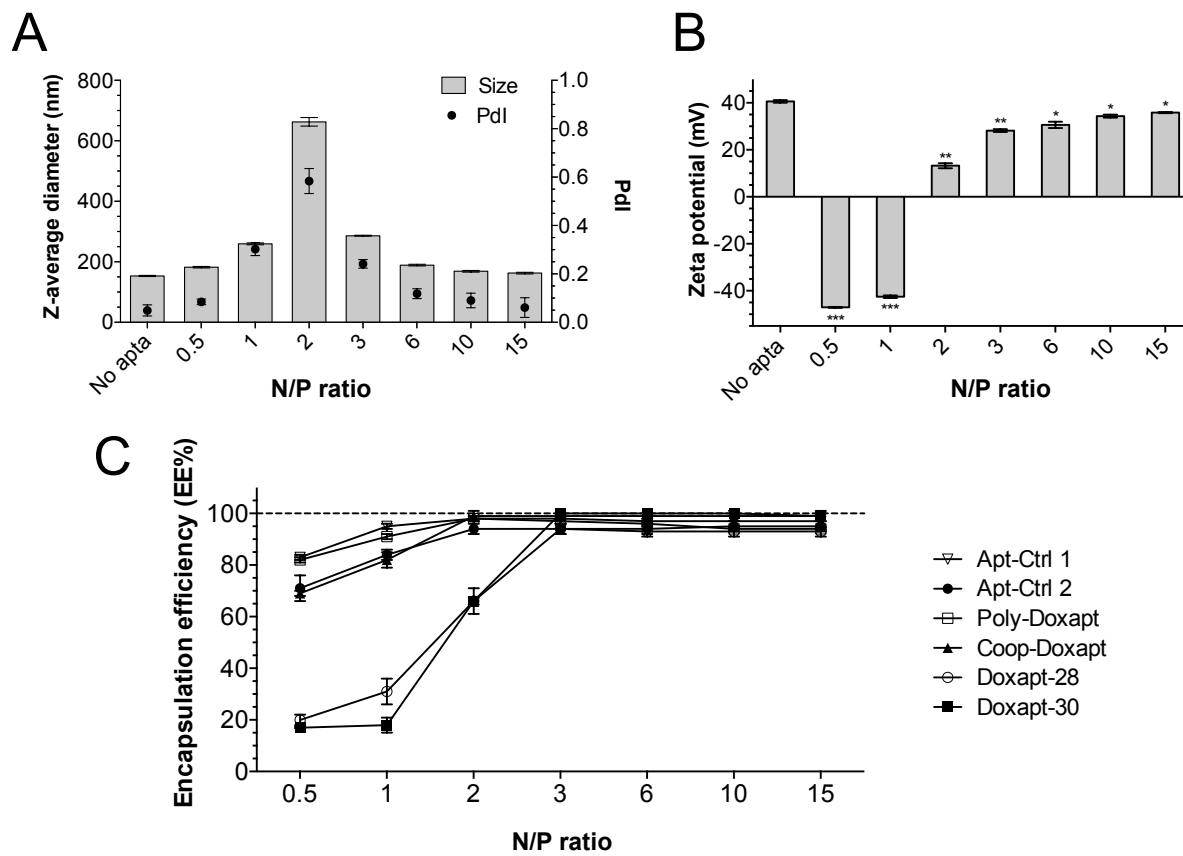 A
Z-average diameter (nm)
800
600
400
200
0
Size
PdI
1.0
0.8
0.6
0.4
0.2
0.0
PdI
No apta
0.5
1
2
3
6
10
15
N/P ratio
B
Zeta potential (mV)
40
20
0
-20
-40
***
***
**
**
*
*
*
No apta
0.5
1
2
3
6
10
15
N/P ratio
C
Encapsulation efficiency (EE%)
100
80
60
40
20
0
0.5
1
2
3
6
10
15
N/P ratio
Apt-Ctrl 1
Apt-Ctrl 2
Poly-Doxapt
Coop-Doxapt
Doxapt-28
Doxapt-30